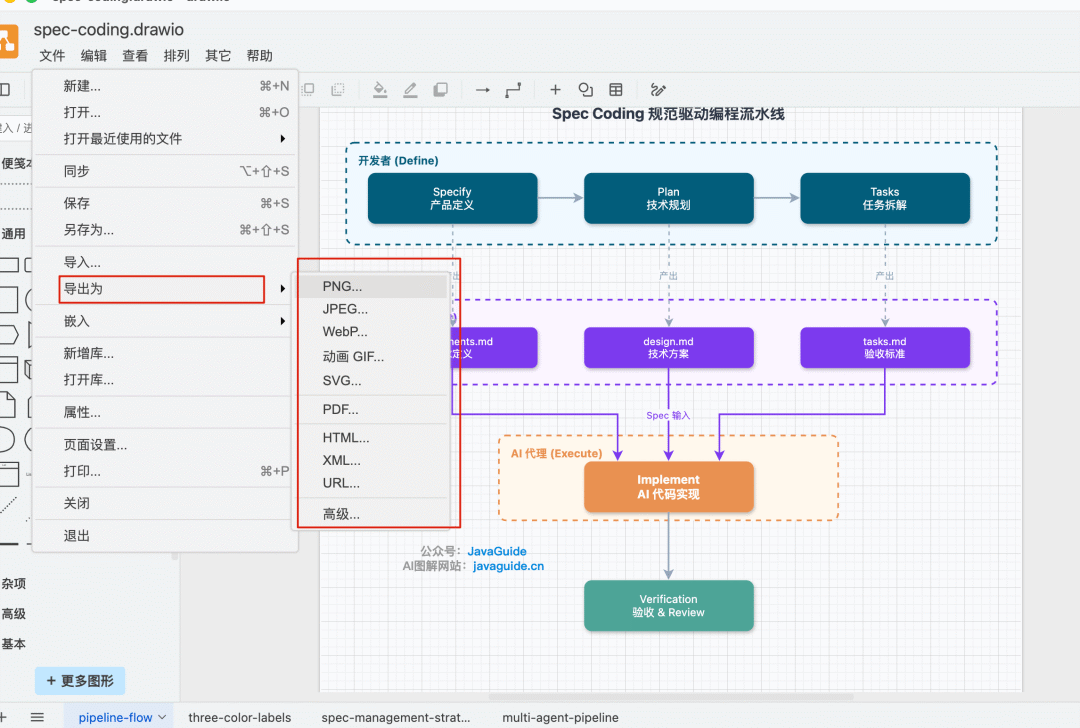 spec-coding.drawio
文件 编辑 查看 排列 其它 帮助
新建... ⌘+N
打开... ⌘+O
打开最近使用的文件
同步 ⌥+⇧+S
保存 ⌘+S
另存为... ⌘+⇧+S
导入...
导出为
嵌入
新增库...
打开库...
属性...
页面设置...
打印... ⌘+P
关闭
退出
PNG...
JPEG...
WebP...
动画 GIF...
SVG...
PDF...
HTML...
XML...
URL...
高级...
便笺本
通用
杂项
高级
基本
+ 更多图形
Spec Coding 规范驱动编程流水线
开发者 (Define)
Specify
产品定义
Plan
技术规划
Tasks
任务拆解
产出
产出
产出
ments.md
定义
design.md
技术方案
tasks.md
验收标准
Spec 输入
AI 代理 (Execute)
Implement
AI 代码实现
公众号: JavaGuide
AI图解网站: javaguide.cn
Verification
验收 & Review
pipeline-flow three-color-labels spec-management-strat... multi-agent-pipeline